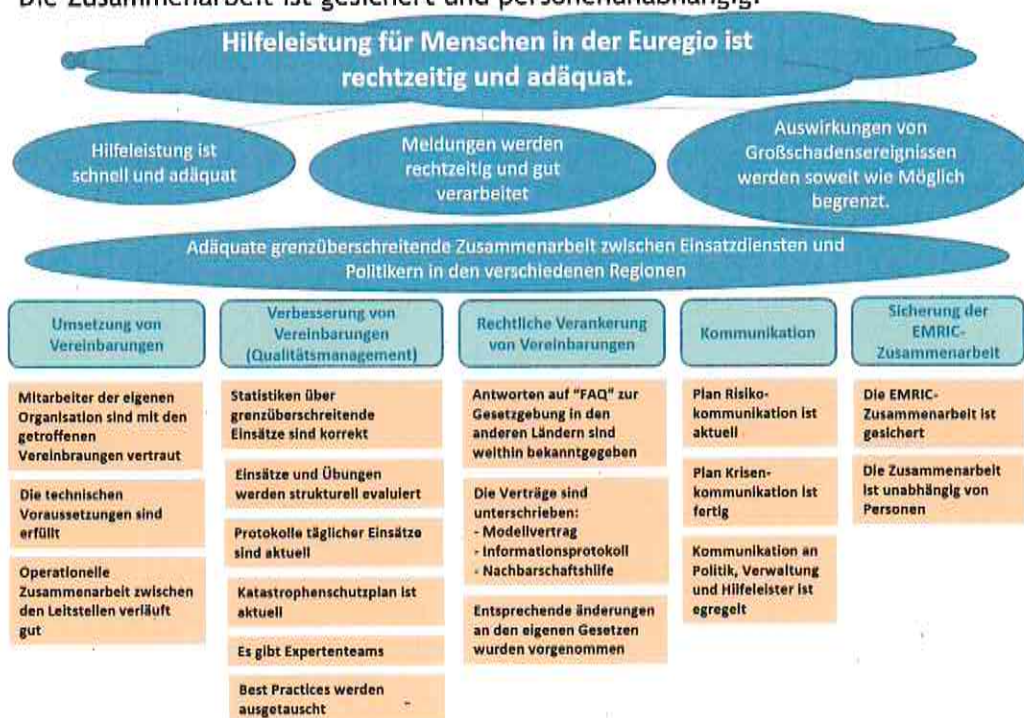 Die Zusammenarbeit ist gesichert und personenunabhängig.
Hilfeleistung für Menschen in der Euregio ist
rechtzeitig und adäquat.
Hilfeleistung ist
schnell und adäquat
Meldungen werden
rechtzeitig und gut
verarbeitet
Auswirkungen von
Großschadensereignissen
werden soweit wie Möglich
begrenzt.
Adäquate grenzüberschreitende Zusammenarbeit zwischen Einsatzdiensten und
Politikern in den verschiedenen Regionen
Umsetzung von
Vereinbarungen
Mitarbeiter der eigenen
Organisation sind mit den
getroffenen
Vereinbraungen vertraut
Die technischen
Voraussetzungen sind
erfüllt
Operationelle
Zusammenarbeit zwischen
den Leitstellen verläuft
gut
Verbesserung von
Vereinbarungen
(Qualitätsmanagement)
Statistiken über
grenzüberschreitende
Einsätze sind korrekt
Einsätze und Übungen
werden strukturell evaluiert
Protokolle täglicher Einsätze
sind aktuell
Katastrophenschutzplan ist
aktuell
Es gibt Expertenteams
Best Practices werden
ausgetauscht
Rechtliche Verankerung
von Vereinbarungen
Antworten auf "FAQ" zur
Gesetzgebung in den
anderen Ländern sind
weithin bekanntgegeben
Die Verträge sind
unterschrieben:
- Modellvertrag
- Informationsprotokoll
- Nachbarschaftshilfe
Entsprechende änderungen
an den eigenen Gesetzen
wurden vorgenommen
Kommunikation
Plan Risiko-
kommunikation ist
aktuell
Plan Krisen-
kommunikation ist
fertig
Kommunikation an
Politik, Verwaltung
und Hilfeleister ist
egregelt
Sicherung der
EMRIC-
Zusammenarbeit
Die EMRIC-
Zusammenarbeit ist
gesichert
Die Zusammenarbeit
ist unabhängig von
Personen